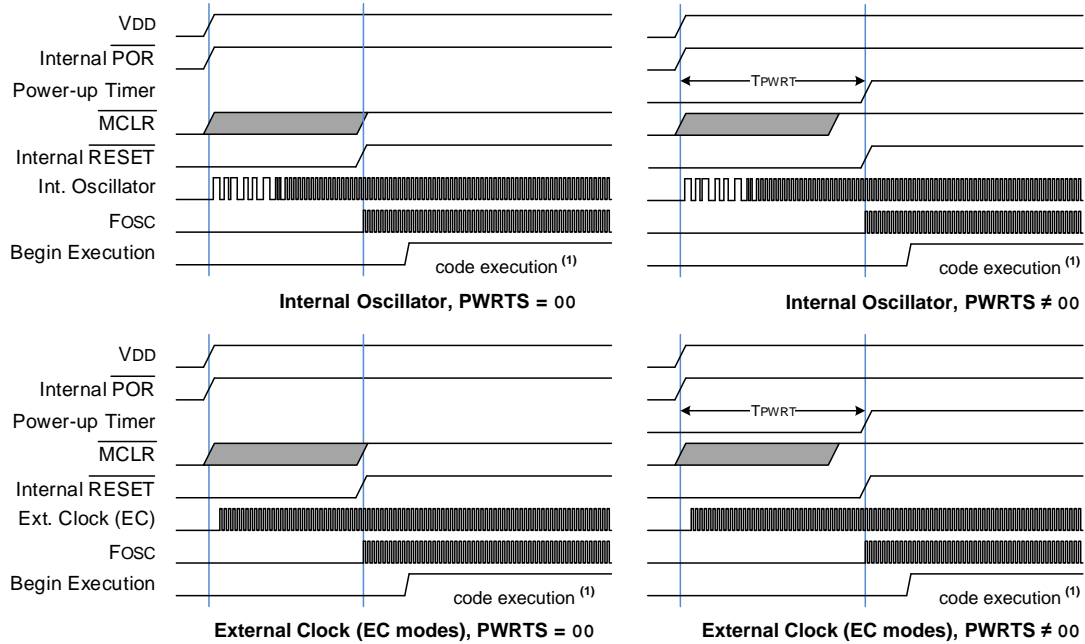 VDD
Internal POR
Power-up Timer
TPWRT
MCLR
Internal RESET
Int. Oscillator
FOSC
Begin Execution
code execution (1)
code execution (1)
Internal Oscillator, PWRTS = 00
Internal Oscillator, PWRTS ≠ 00
VDD
Internal POR
Power-up Timer
TPWRT
MCLR
Internal RESET
Ext. Clock (EC)
FOSC
Begin Execution
code execution (1)
code execution (1)
External Clock (EC modes), PWRTS = 00
External Clock (EC modes), PWRTS ≠ 00